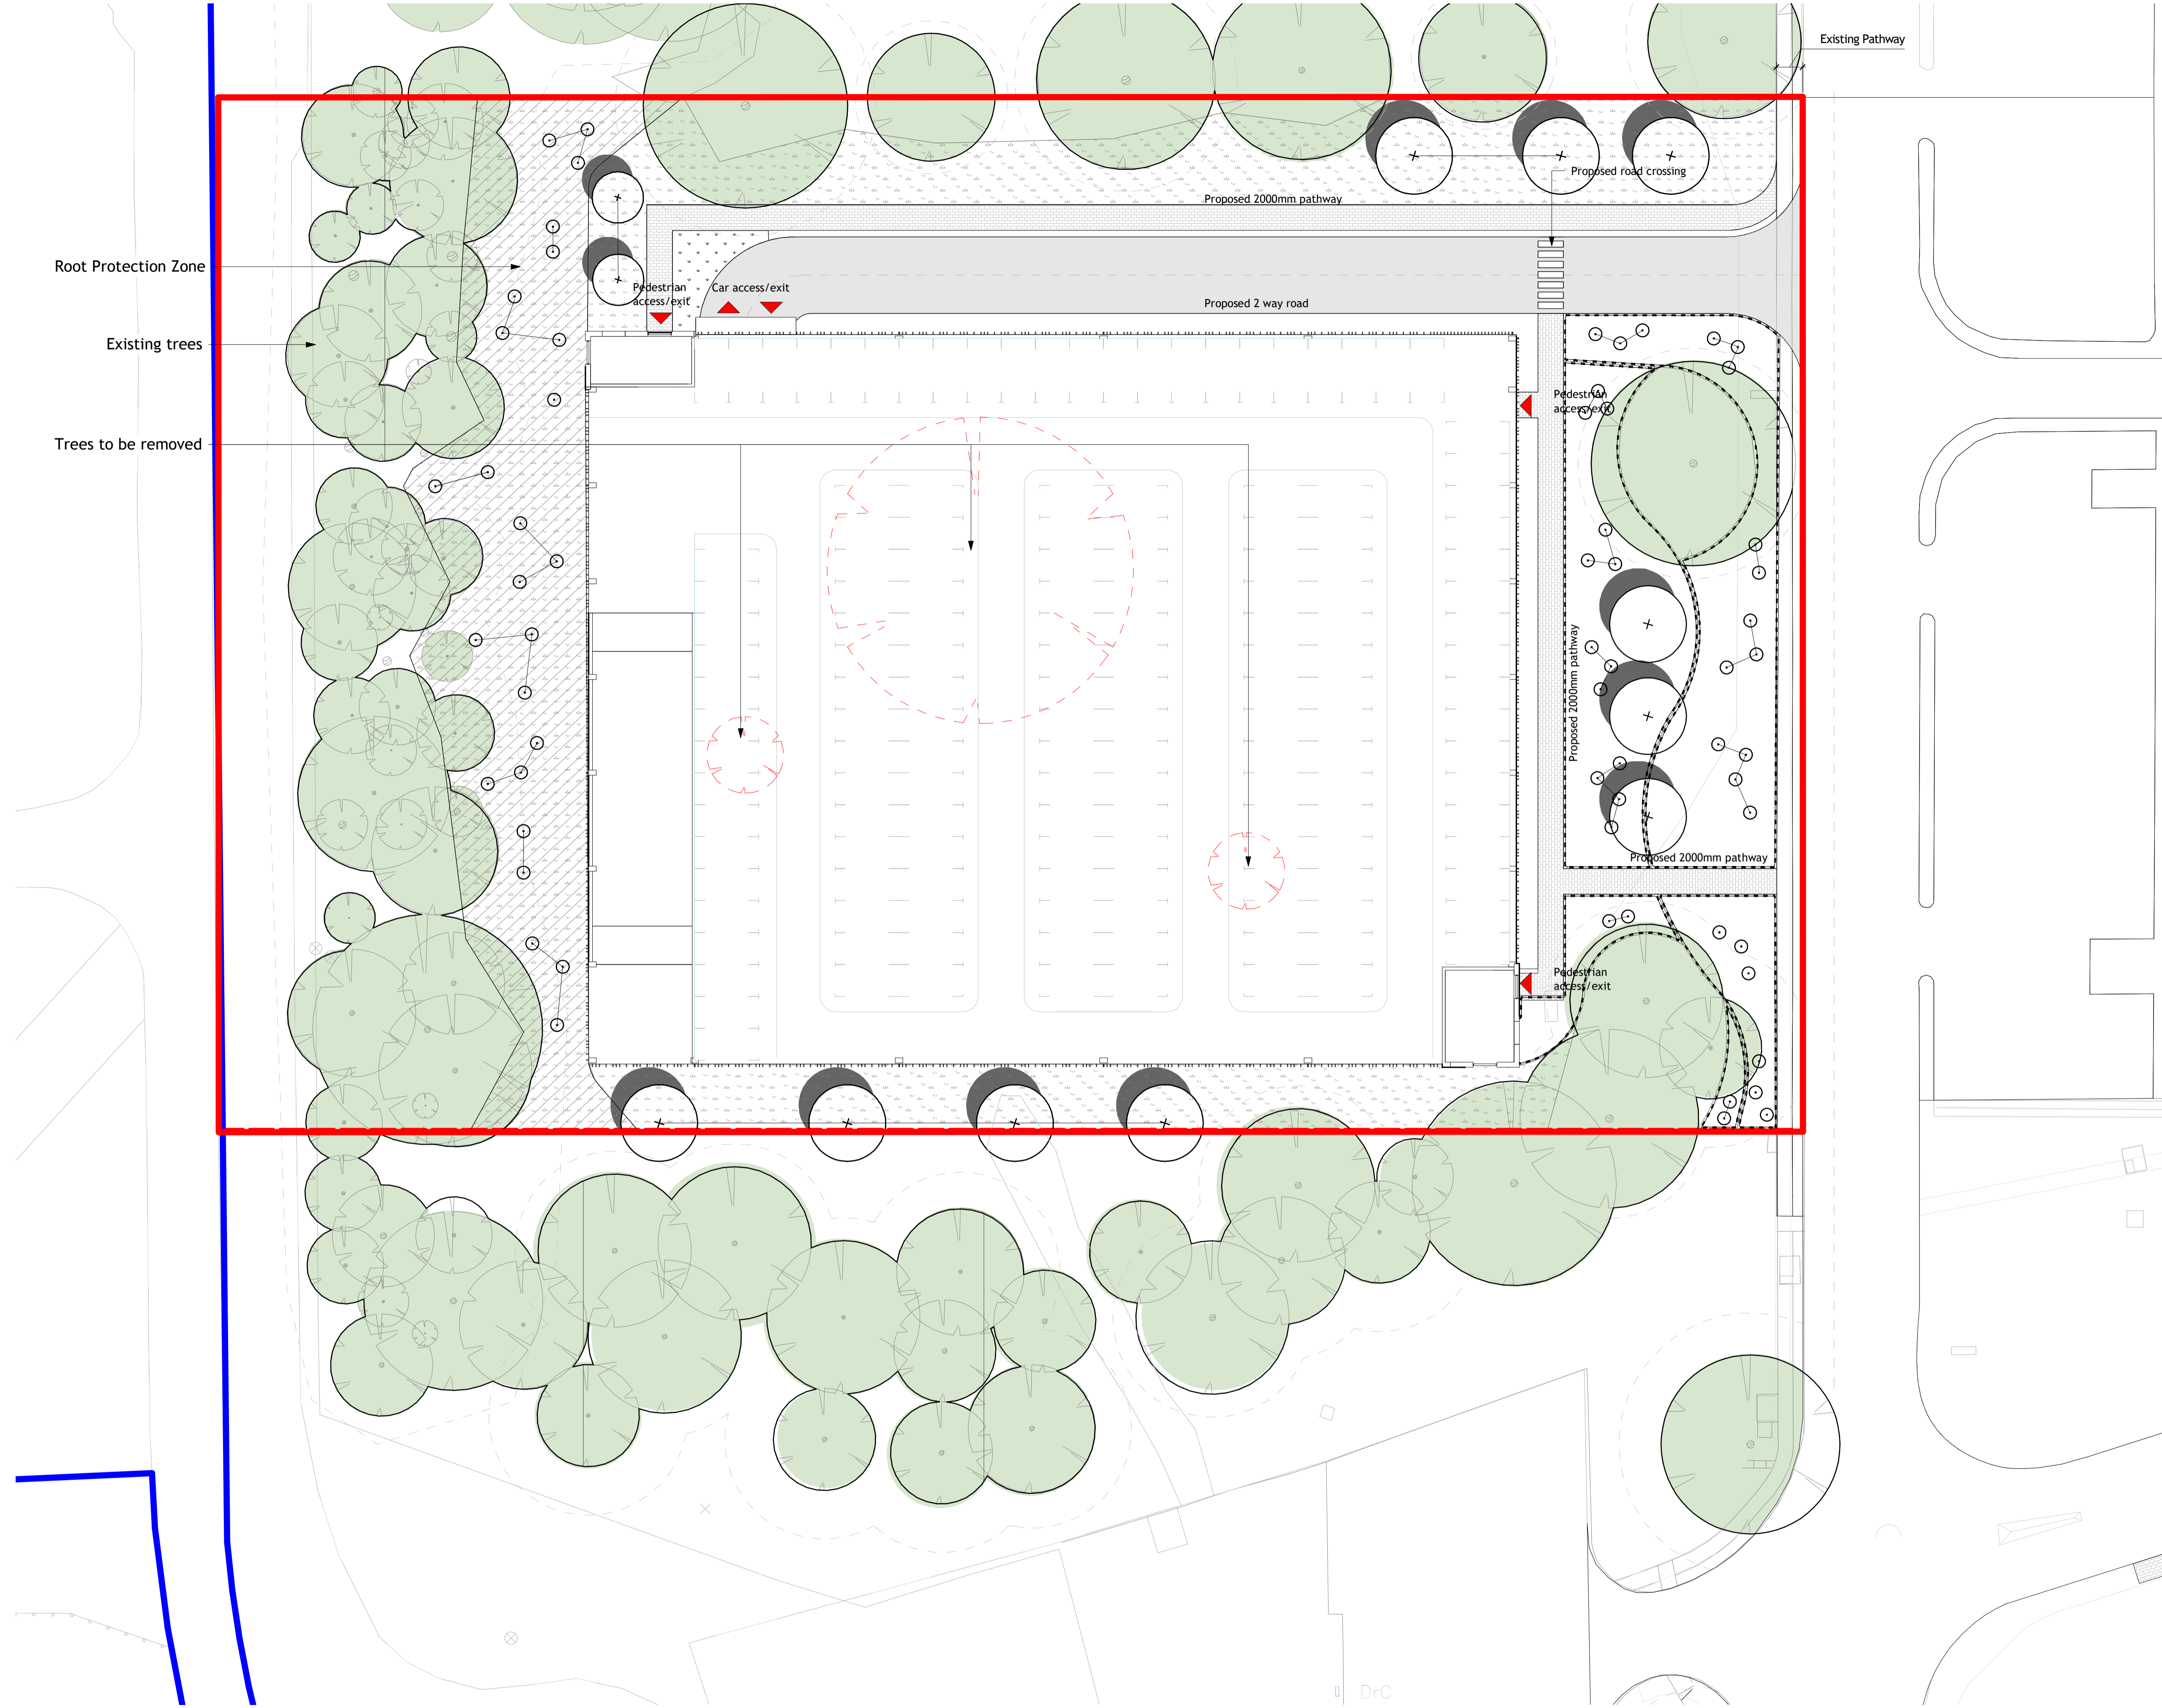 Existing Pathway
Proposed road crossing
Proposed 2000mm pathway
Root Protection Zone
Pedestrian
access/exit
Car access/exit
Proposed 2 way road
Existing trees
Pedestrian
access/exit
Trees to be removed
Proposed 2000mm pathway
Proposed 2000mm pathway
Pedestrian
access/exit
DrC